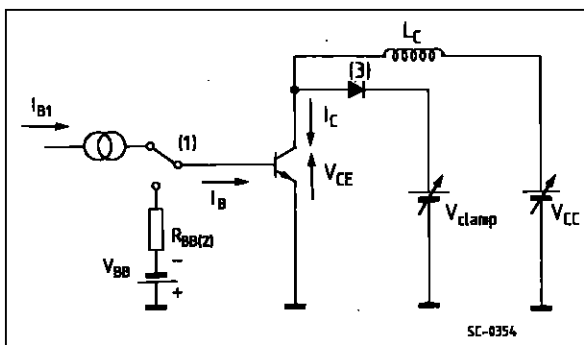 L_C
(3)
I_B1
(1)
I_C
V_CE
I_B
V_clamp
V_CC
R_BB(2)
V_BB
−
+
SC-0354